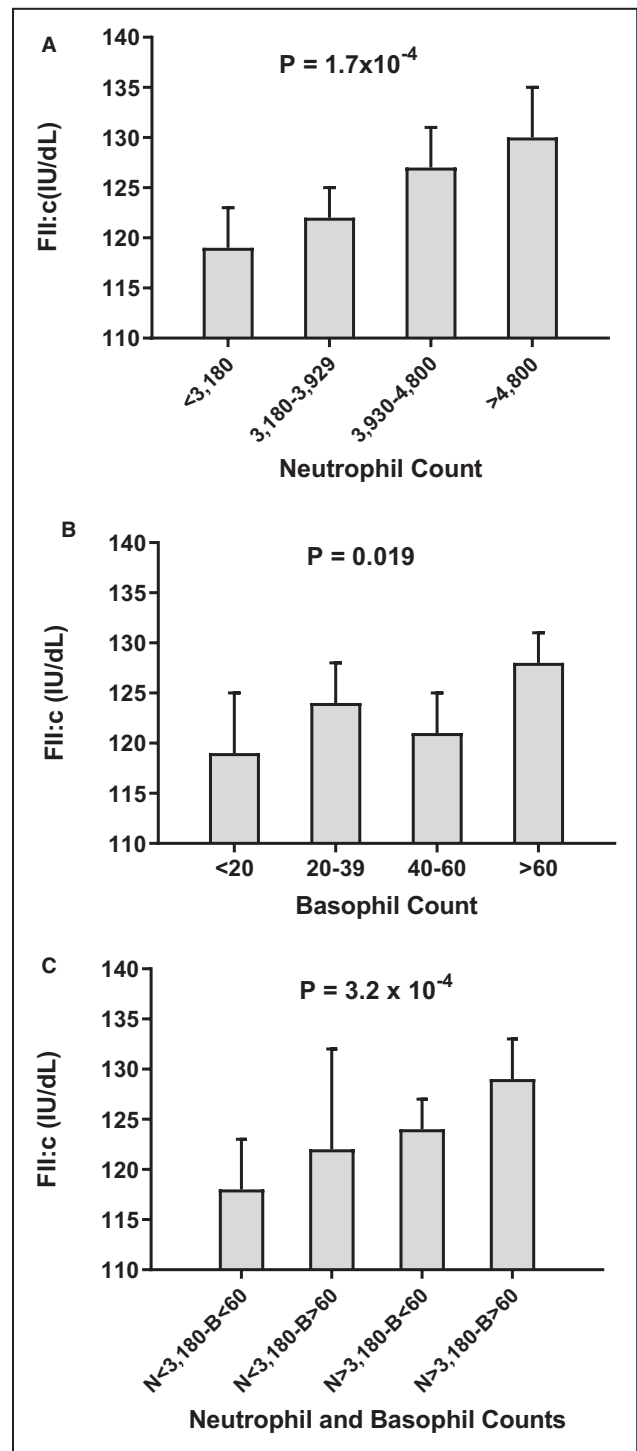 A
P = 1.7x10⁻⁴
FII:c(IU/dL)
140
135
130
125
120
115
110
<3,180
3,180-3,929
3,930-4,800
>4,800
Neutrophil Count
B
P = 0.019
FII:c (IU/dL)
140
135
130
125
120
115
110
<20
20-39
40-60
>60
Basophil Count
C
P = 3.2 x 10⁻⁴
FII:c (IU/dL)
140
135
130
125
120
115
110
N<3,180-B<60
N<3,180-B>60
N>3,180-B<60
N>3,180-B>60
Neutrophil and Basophil Counts